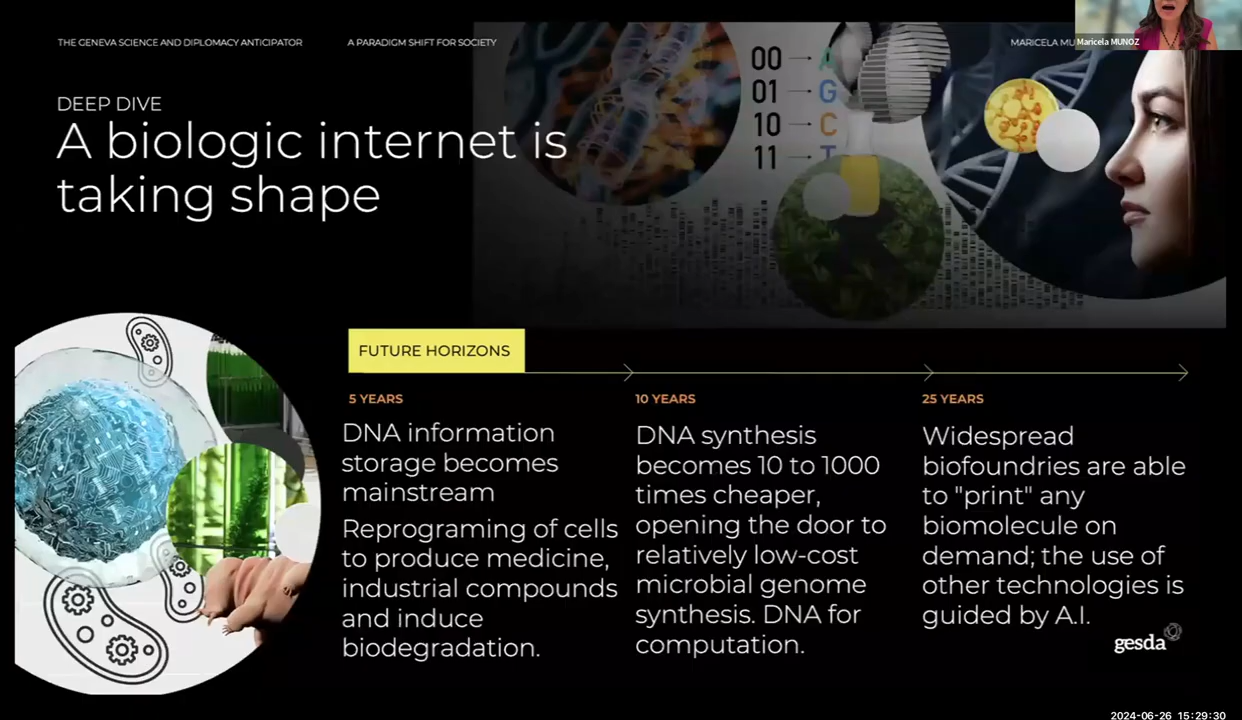 THE GENEVA SCIENCE AND DIPLOMACY ANTICIPATOR
A PARADIGM SHIFT FOR SOCIETY
MARICELA
Maricela MUNOZ
DEEP DIVE
A biologic internet is
taking shape
00 → A
01 → G
10 → C
11 → T
FUTURE HORIZONS
5 YEARS
DNA information
storage becomes
mainstream
Reprograming of cells
to produce medicine,
industrial compounds
and induce
biodegradation.
10 YEARS
DNA synthesis
becomes 10 to 1000
times cheaper,
opening the door to
relatively low-cost
microbial genome
synthesis. DNA for
computation.
25 YEARS
Widespread
biofoundries are able
to "print" any
biomolecule on
demand; the use of
other technologies is
guided by A.I.
gesda
2024-06-26 15:29:30